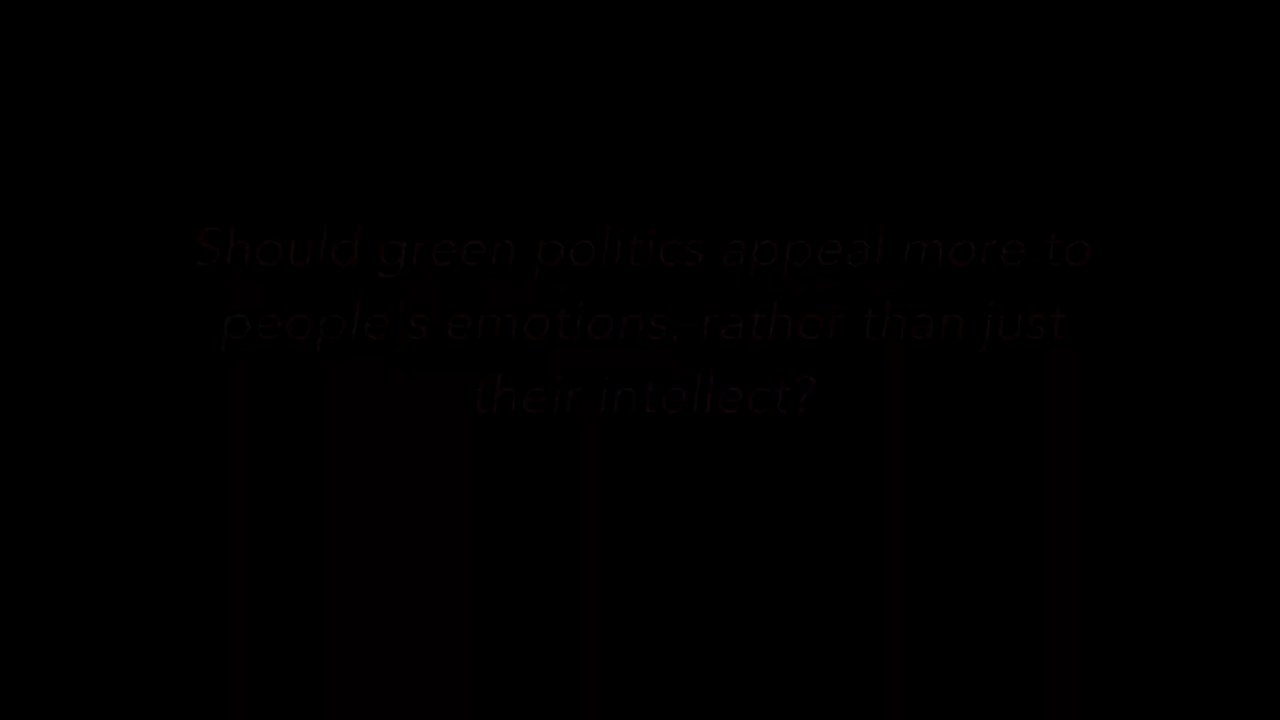 Should green politics appeal more to
people's emotions, rather than just
their intellect?